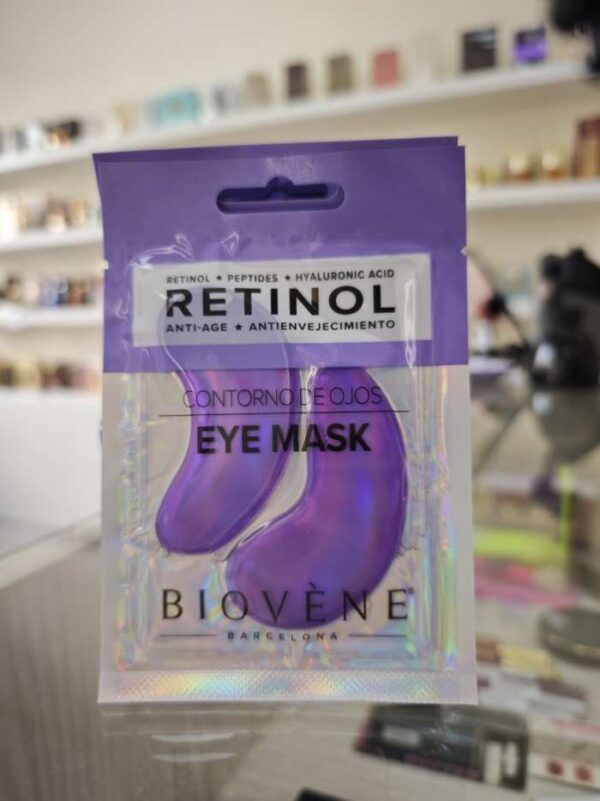 RETINOL ★ PEPTIDES ★ HYALURONIC ACID
RETINOL
ANTI-AGE ★ ANTIENVEJECIMIENTO
CONTORNO DE OJOS
EYE MASK
BIOVÈNE®
BARCELONA